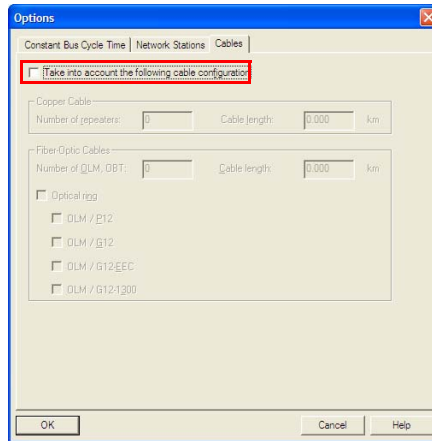 Options
Constant Bus Cycle Time Network Stations Cables
Take into account the following cable configuration
Copper Cable
Number of repeaters: 0 Cable length: 0.000 km
Fiber-Optic Cables
Number of OLM, OBT: 0 Cable length: 0.000 km
Optical ring
OLM / P12
OLM / G12
OLM / G12-EEC
OLM / G12-1300
OK Cancel Help